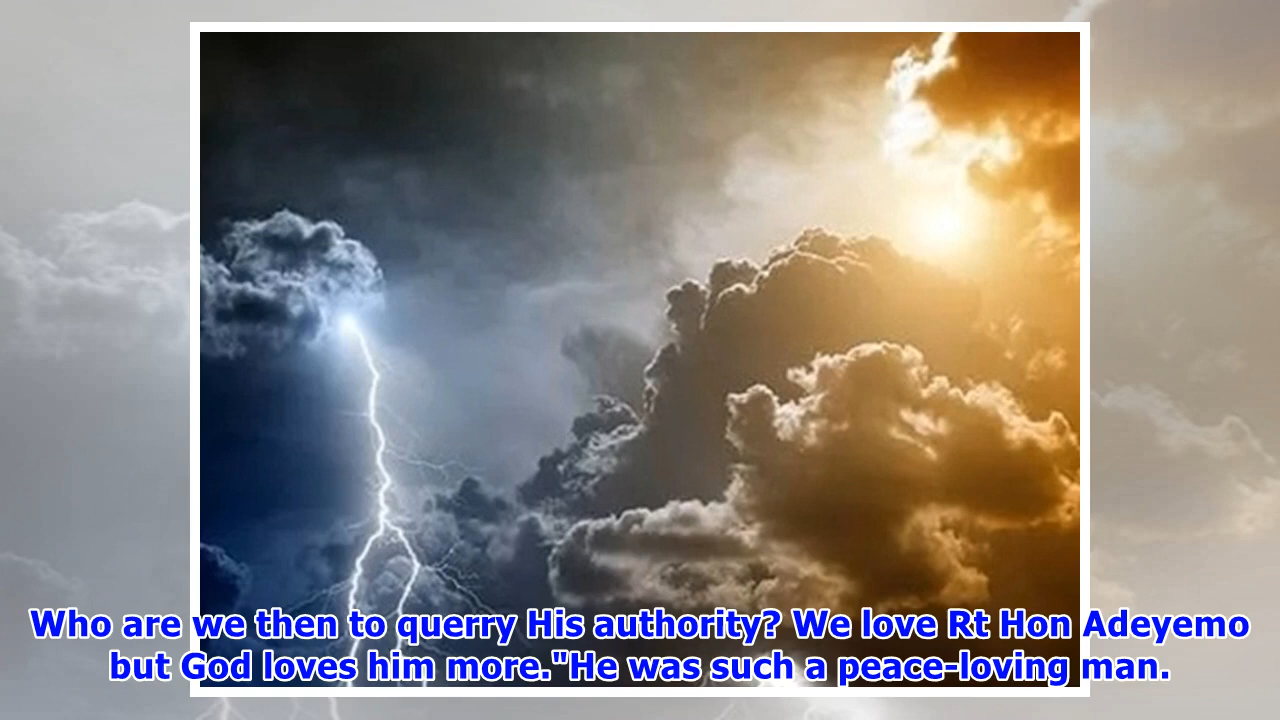 Who are we then to querry His authority? We love Rt Hon Adeyemo
but God loves him more."He was such a peace-loving man.